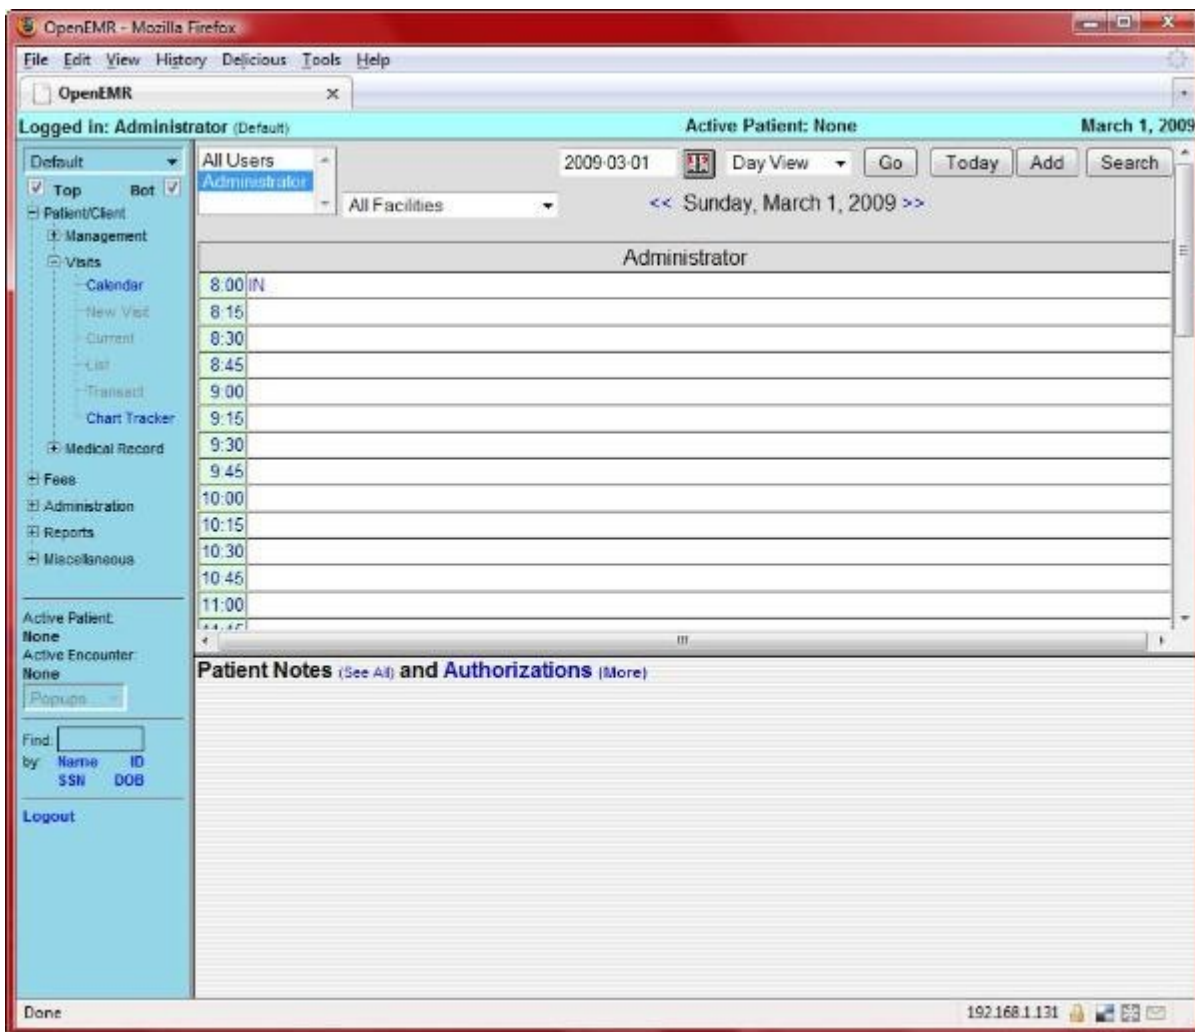 OpenEMR - Mozilla Firefox
File Edit View History Delicious Tools Help
OpenEMR
Logged in: Administrator (Default) Active Patient: None March 1, 2009
Default
Top Bot
Patient/Client
Management
Visits
Calendar
New Visit
Current
List
Transact
Chart Tracker
Medical Record
Fees
Administration
Reports
Miscellaneous
Active Patient:
None
Active Encounter:
None
Popups
Find:
by: Name ID
SSN DOB
Logout
All Users
Administrator
All Facilities
2009-03-01 Day View Go Today Add Search
<< Sunday, March 1, 2009 >>
Administrator
8:00 IN
8:15
8:30
8:45
9:00
9:15
9:30
9:45
10:00
10:15
10:30
10:45
11:00
Patient Notes (See All) and Authorizations (More)
Done 192.168.1.131